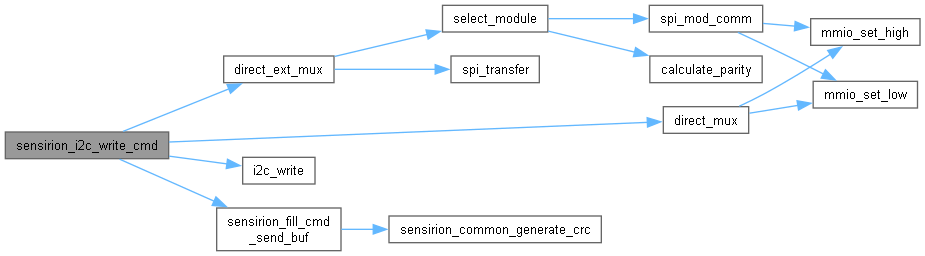 select_module
spi_mod_comm
mmio_set_high
direct_ext_mux
spi_transfer
calculate_parity
mmio_set_low
direct_mux
sensirion_i2c_write_cmd
i2c_write
sensirion_fill_cmd
_send_buf
sensirion_common_generate_crc